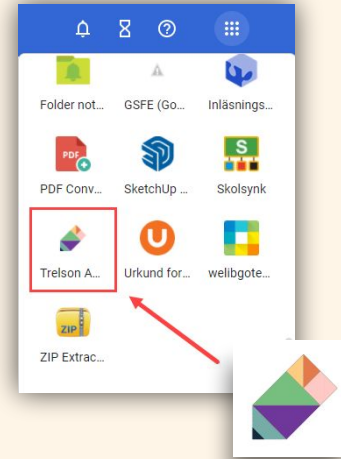 Folder not... GSFE (Go... Inläsnings...
PDF
PDF Conv... SketchUp ... S Skolsynk
Trelson A... Urkund for... welibgote...
ZIP
ZIP Extrac...